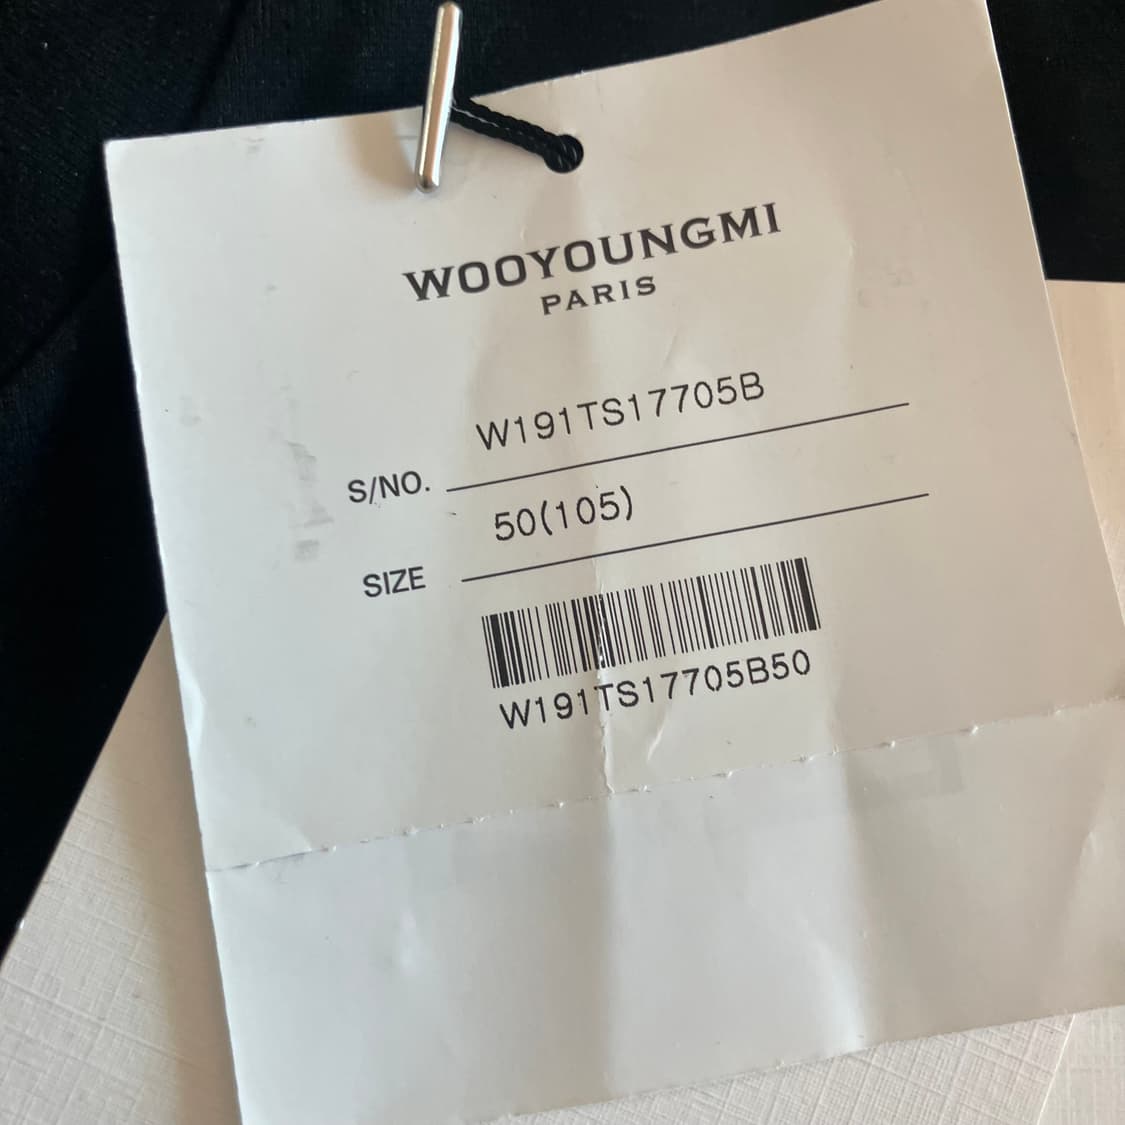 WOOYOUNGMI
PARIS
S/NO. W191TS17705B
SIZE 50(105)
W191TS17705B50